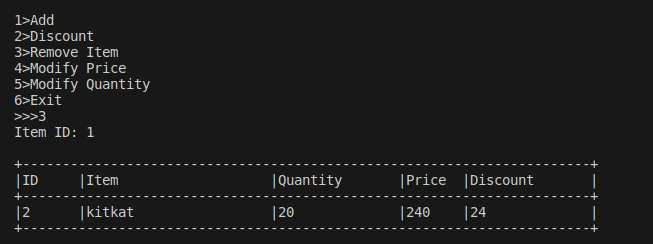 1>Add
2>Discount
3>Remove Item
4>Modify Price
5>Modify Quantity
6>Exit
>>>3
Item ID: 1
+-----------------------------------------------------------------------+
|ID     |Item                   |Quantity       |Price  |Discount       |
+-----------------------------------------------------------------------+
|2      |kitkat                 |20             |240    |24             |
+-----------------------------------------------------------------------+